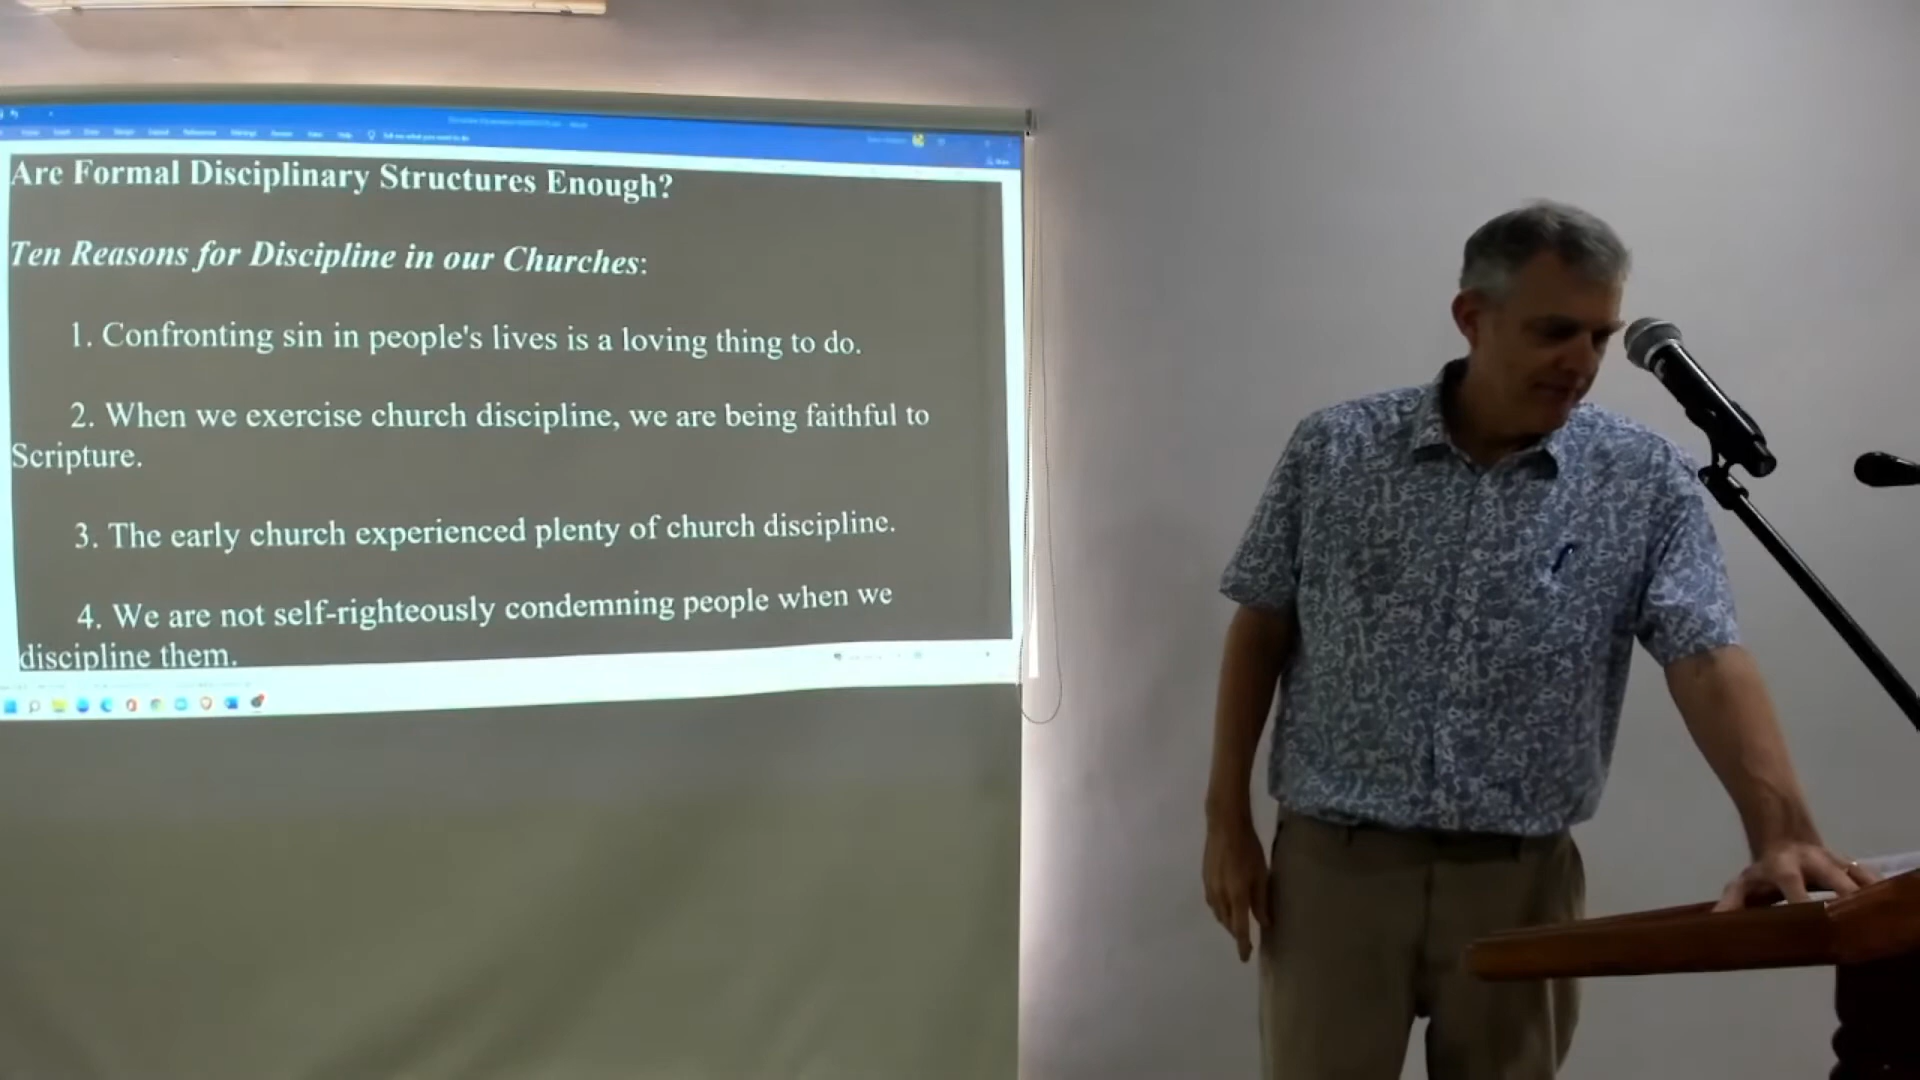 Are Formal Disciplinary Structures Enough?
Ten Reasons for Discipline in our Churches:
1. Confronting sin in people's lives is a loving thing to do.
2. When we exercise church discipline, we are being faithful to
Scripture.
3. The early church experienced plenty of church discipline.
4. We are not self-righteously condemning people when we
discipline them.